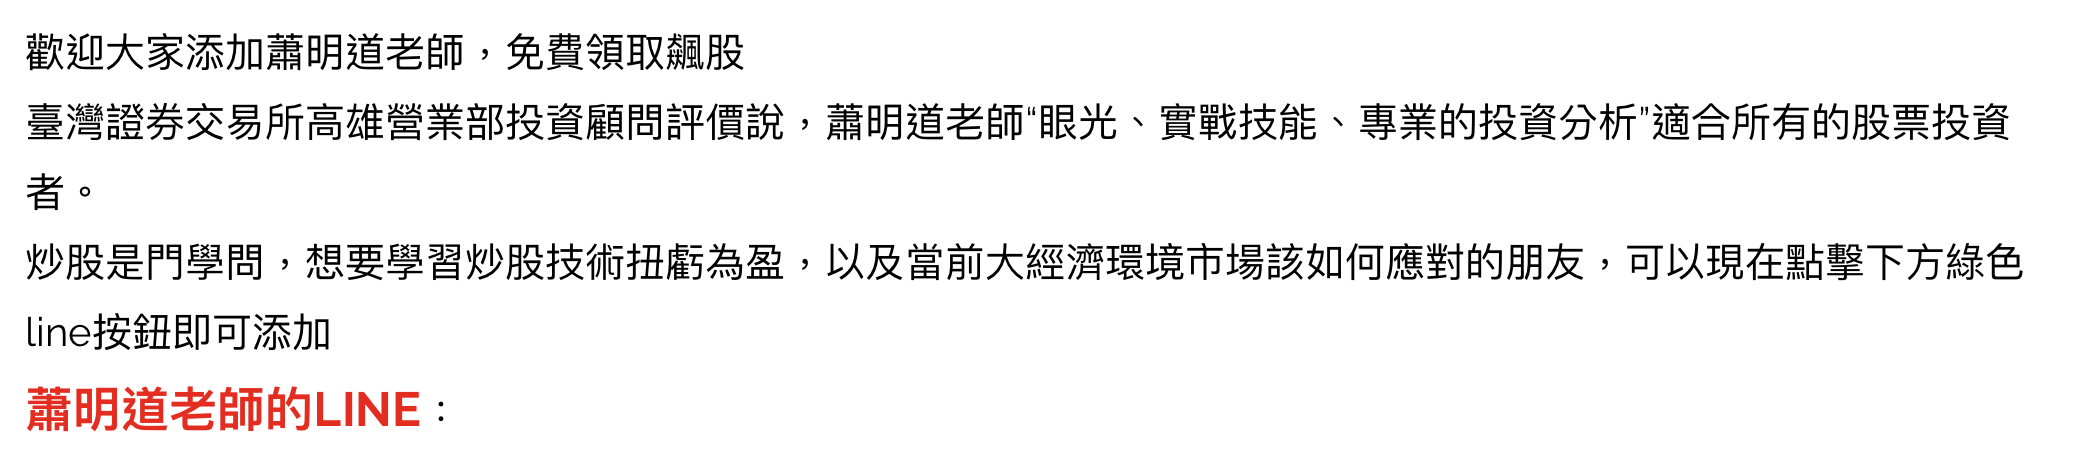 歡迎大家添加蕭明道老師，免費領取飆股
臺灣證券交易所高雄營業部投資顧問評價說，蕭明道老師“眼光、實戰技能、專業的投資分析”適合所有的股票投資
者。
炒股是門學問，想要學習炒股技術扭虧為盈，以及當前大經濟環境市場該如何應對的朋友，可以現在點擊下方綠色
line按鈕即可添加
蕭明道老師的LINE：